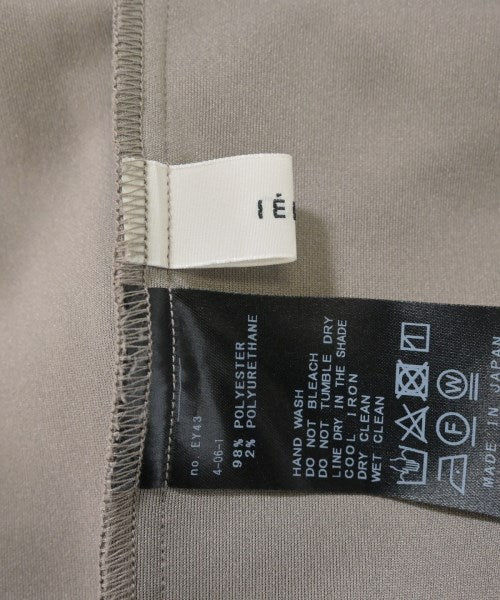 no. EY43
4-06-1
98% POLYESTER
2% POLYURETHANE
HAND WASH
DO NOT BLEACH
DO NOT TUMBLE DRY
LINE DRY IN THE SHADE
COOL IRON
DRY CLEAN
WET CLEAN
F W
MADE IN JAPAN